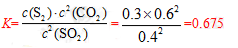 K= c(S₂)·c²(CO₂) / c²(SO₂) = 0.3×0.6² / 0.4² =0.675